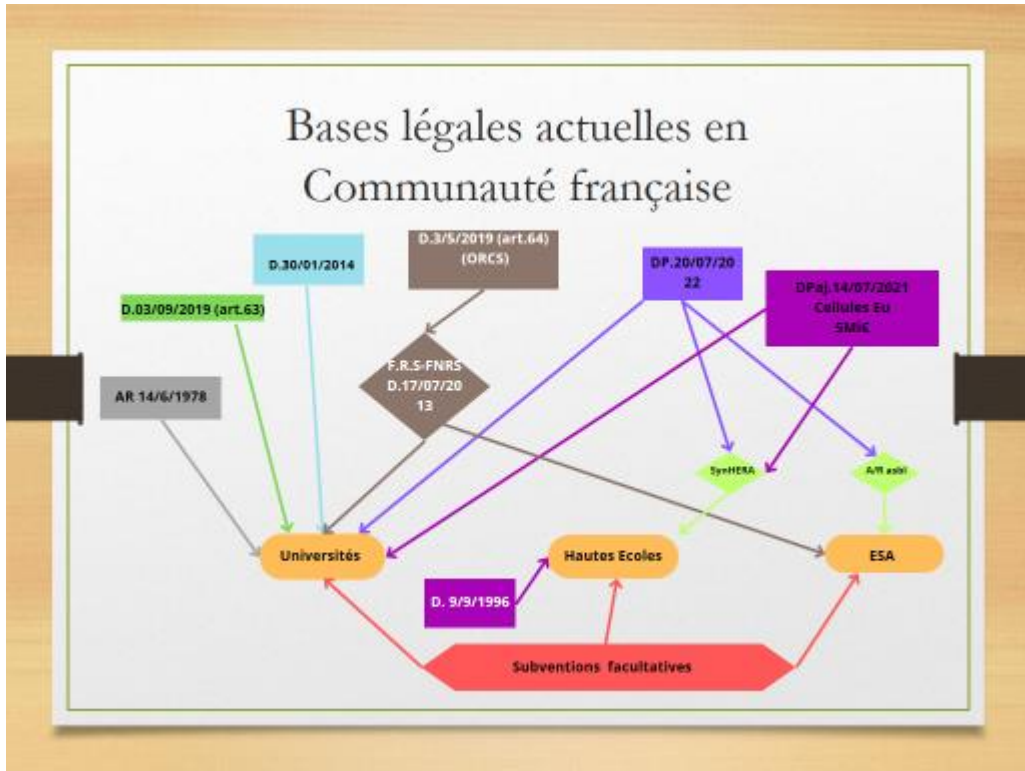 Bases légales actuelles en
Communauté française
D.3/5/2019 (art.64)
(ORCS)
D.30/01/2014
DP.20/07/20
22
DPaj.14/07/2021
Cellules Eu
SMiC
D.03/09/2019 (art.63)
F.R.S-FNRS
D.17/07/20
13
AR 14/6/1978
SynHERA
A/R asbl
Universités
Hautes Ecoles
ESA
D. 9/9/1996
Subventions facultatives